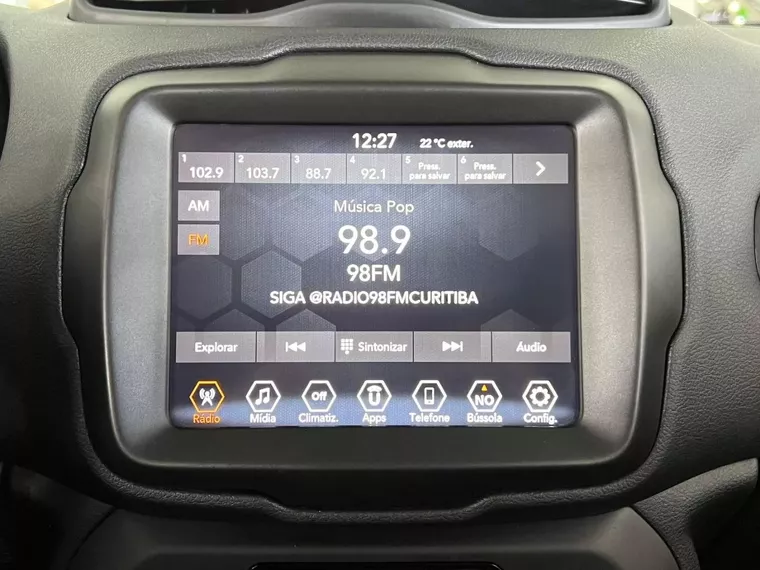 12:27 22 °C exter.
1 102.9 2 103.7 3 88.7 4 92.1 5 Press. para salvar 6 Press. para salvar
AM
Música Pop
FM
98.9
98FM
SIGA @RADIO98FMCURITIBA
Explorar Sintonizar Áudio
Off NO
Rádio Mídia Climatiz. Apps Telefone Bússola Config.